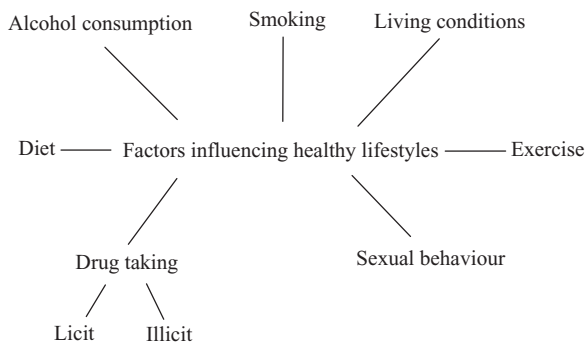 Alcohol consumption
Smoking
Living conditions
Diet
Factors influencing healthy lifestyles
Exercise
Drug taking
Sexual behaviour
Licit
Illicit